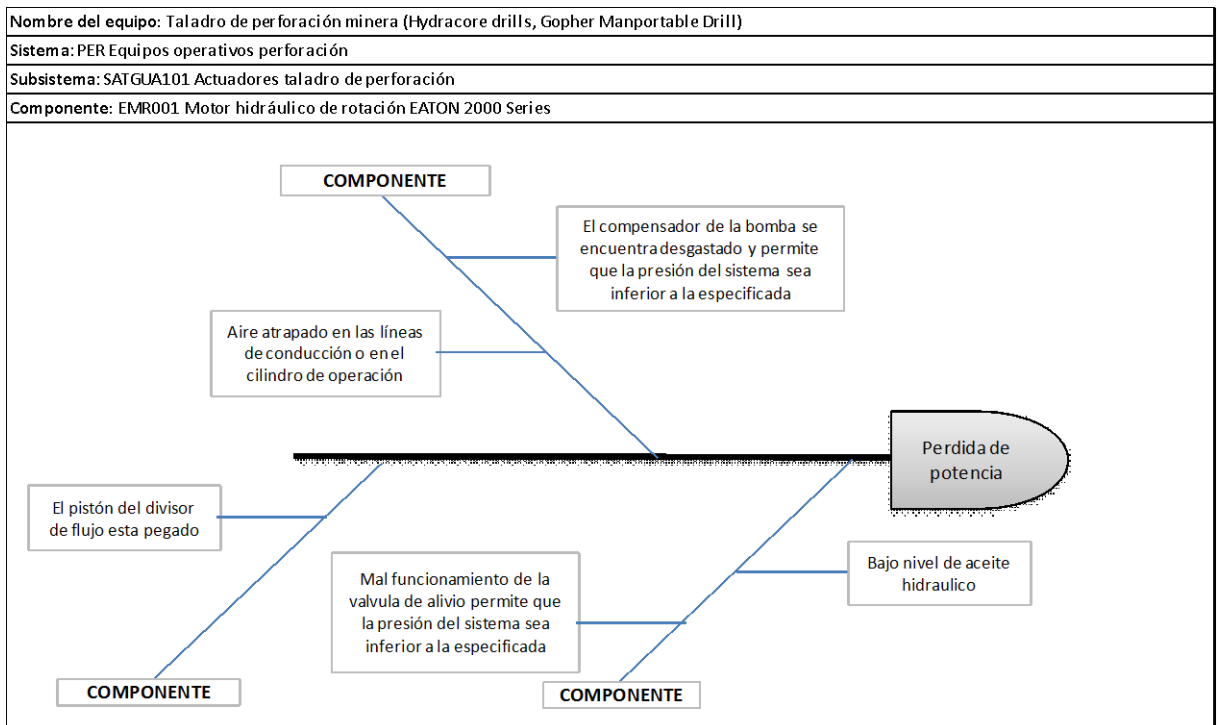 Nombre del equipo: Taladro de perforación minera (Hydracore drills, Gopher Manportable Drill)
Sistema: PER Equipos operativos perforación
Subsistema: SATGUA101 Actuadores taladro de perforación
Componente: EMR001 Motor hidráulico de rotación EATON 2000 Series
COMPONENTE
El compensador de la bomba se
encuentra desgastado y permite
que la presión del sistema sea
inferior a la especificada
Aire atrapado en las líneas
de conducción o en el
cilindro de operación
Perdida de
potencia
El pistón del divisor
de flujo esta pegado
Mal funcionamiento de la
valvula de alivio permite que
la presión del sistema sea
inferior a la especificada
Bajo nivel de aceite
hidraulico
COMPONENTE
COMPONENTE